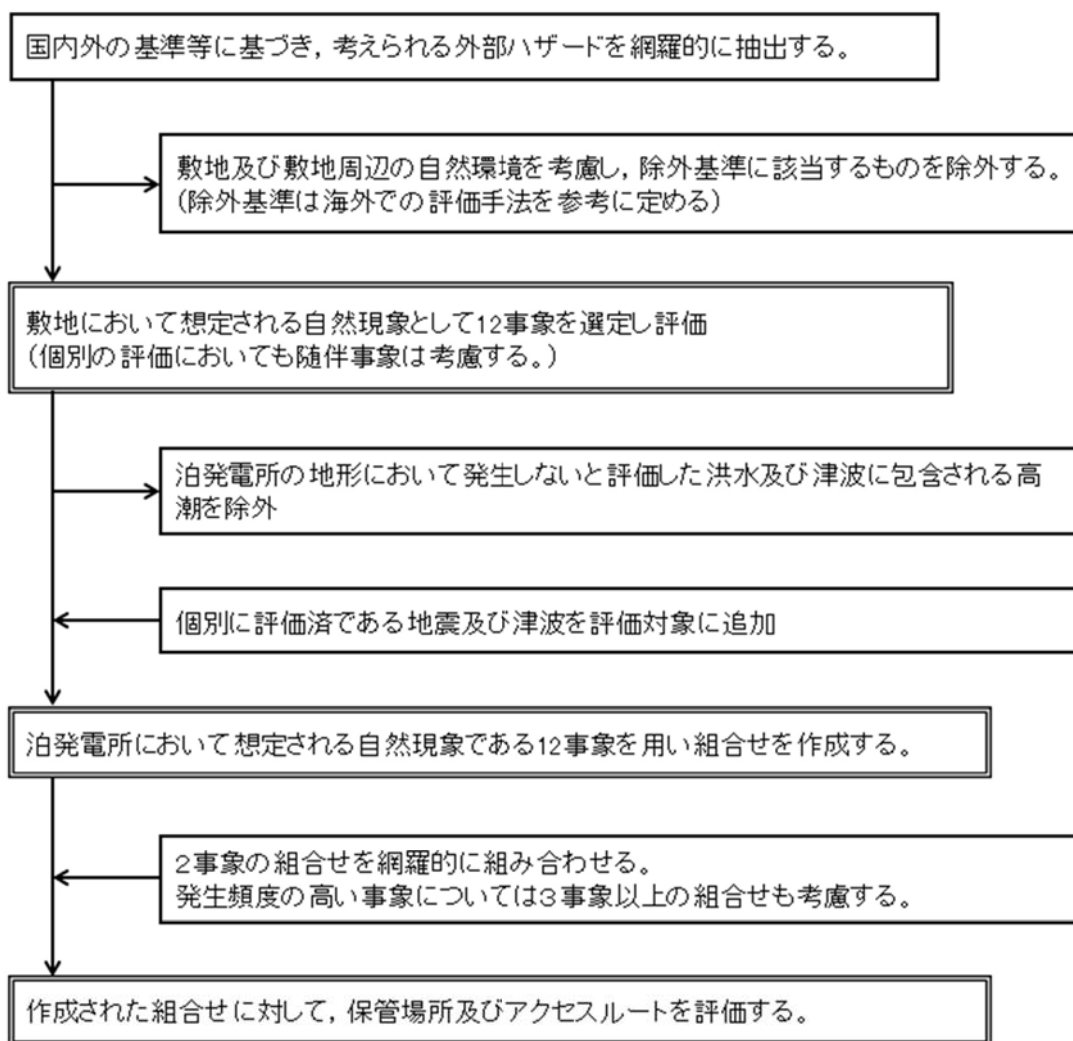 国内外の基準等に基づき，考えられる外部ハザードを網羅的に抽出する。
敷地及び敷地周辺の自然環境を考慮し，除外基準に該当するものを除外する。
（除外基準は海外での評価手法を参考に定める）
敷地において想定される自然現象として12事象を選定し評価
（個別の評価においても随伴事象は考慮する。）
泊発電所の地形において発生しないと評価した洪水及び津波に包含される高
潮を除外
個別に評価済である地震及び津波を評価対象に追加
泊発電所において想定される自然現象である12事象を用い組合せを作成する。
２事象の組合せを網羅的に組み合わせる。
発生頻度の高い事象については３事象以上の組合せも考慮する。
作成された組合せに対して，保管場所及びアクセスルートを評価する。